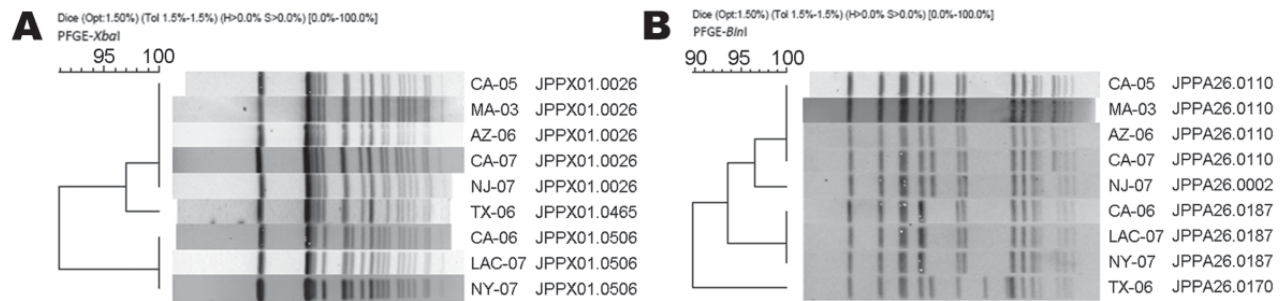 A
Dice (Opt:1.50%) (Tol 1.5%-1.5%) (H>0.0% S>0.0%) [0.0%-100.0%]
PFGE-XbaI
95 100
CA-05 JPPX01.0026
MA-03 JPPX01.0026
AZ-06 JPPX01.0026
CA-07 JPPX01.0026
NJ-07 JPPX01.0026
TX-06 JPPX01.0465
CA-06 JPPX01.0506
LAC-07 JPPX01.0506
NY-07 JPPX01.0506
B
Dice (Opt:1.50%) (Tol 1.5%-1.5%) (H>0.0% S>0.0%) [0.0%-100.0%]
PFGE-BlnI
90 95 100
CA-05 JPPA26.0110
MA-03 JPPA26.0110
AZ-06 JPPA26.0110
CA-07 JPPA26.0110
NJ-07 JPPA26.0002
CA-06 JPPA26.0187
LAC-07 JPPA26.0187
NY-07 JPPA26.0187
TX-06 JPPA26.0170